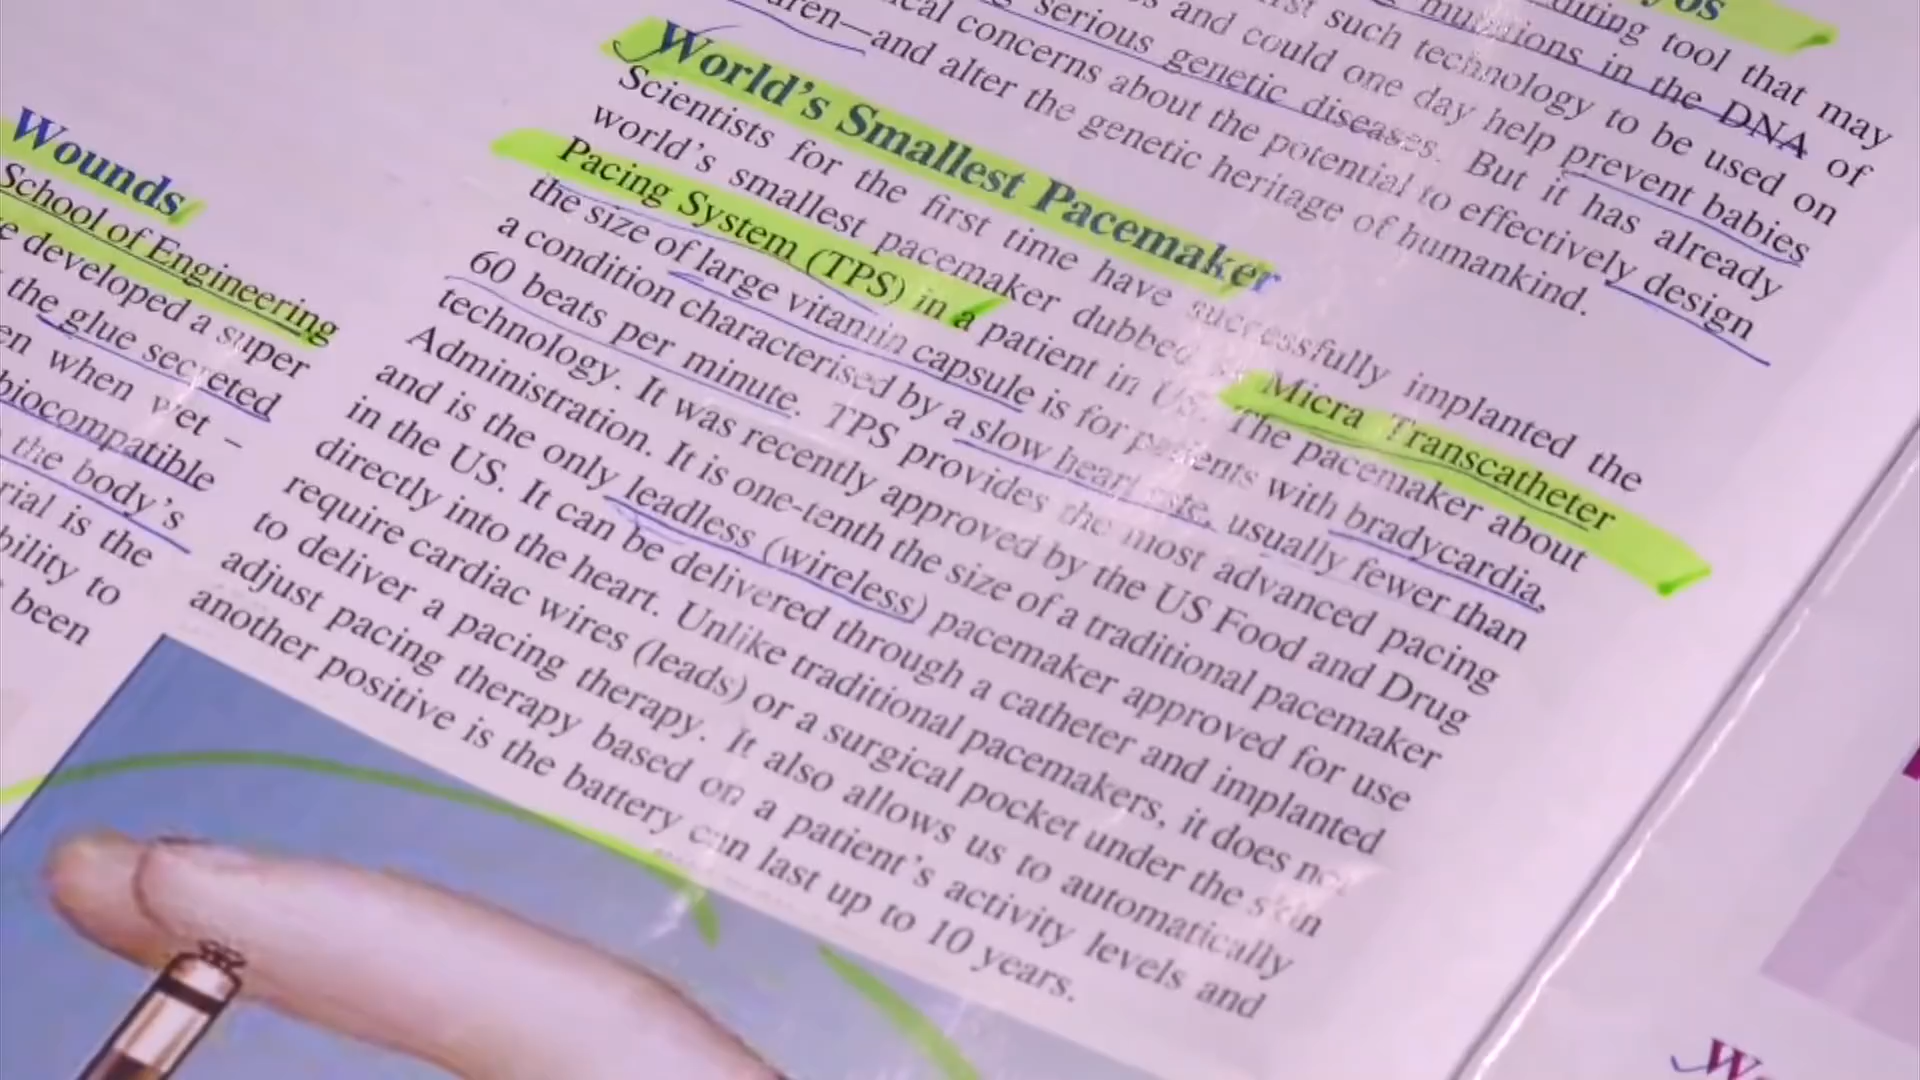 Wounds
School of Engineering
developed a super
the glue secreted
en when wet –
biocompatible
the body's
rial is the
bility to
been
diting tool that may
mutations in the DNA of
such technology to be used on
and could one day help prevent babies
serious genetic diseases. But it has already
cal concerns about the potential to effectively design
ren—and alter the genetic heritage of humankind.
World's Smallest Pacemaker
Scientists for the first time have successfully implanted the
world's smallest pacemaker dubbed Micra Transcatheter
Pacing System (TPS) in a patient in US. The pacemaker about
the size of large vitamin capsule is for patients with bradycardia,
a condition characterised by a slow heart rate, usually fewer than
60 beats per minute. TPS provides the most advanced pacing
technology. It was recently approved by the US Food and Drug
Administration. It is one-tenth the size of a traditional pacemaker
and is the only leadless (wireless) pacemaker approved for use
in the US. It can be delivered through a catheter and implanted
directly into the heart. Unlike traditional pacemakers, it does not
require cardiac wires (leads) or a surgical pocket under the skin
to deliver a pacing therapy. It also allows us to automatically
adjust pacing therapy based on a patient's activity levels and
another positive is the battery can last up to 10 years.